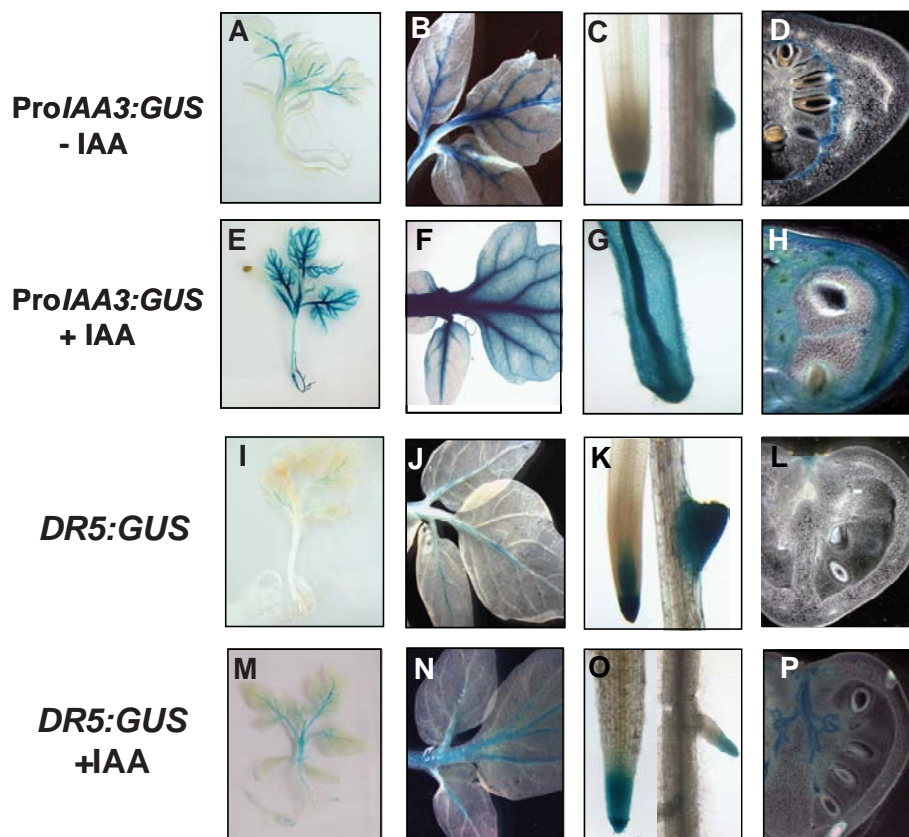 A B C D
ProIAA3:GUS
- IAA
E F G H
ProIAA3:GUS
+ IAA
I J K L
DR5:GUS
M N O P
DR5:GUS
+IAA